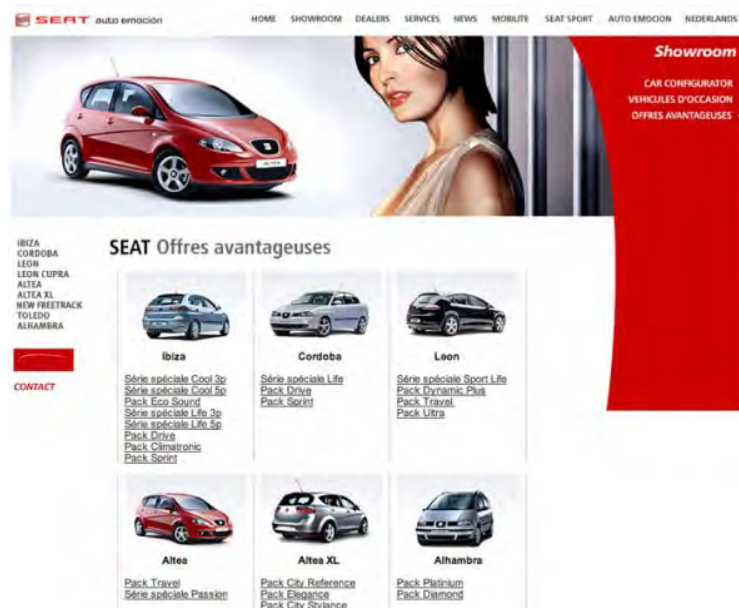 SEAT auto emoción
HOME SHOWROOM DEALERS SERVICES NEWS MOBILITE SEAT SPORT AUTO EMOCION NEDERLANDS
Showroom
CAR CONFIGURATOR
VEHICULES D'OCCASION
OFFRES AVANTAGEUSES
ALTEA
IBIZA
CORDOBA
LEON
LEON CUPRA
ALTEA
ALTEA XL
NEW FREETRACK
TOLEDO
ALHAMBRA
CONTACT
SEAT Offres avantageuses
Ibiza
Série spéciale Cool 3p
Série spéciale Cool 5p
Pack Eco Sound
Série spéciale Life 3p
Série spéciale Life 5p
Pack Drive
Pack Climatronic
Pack Sprint
Cordoba
Série spéciale Life
Pack Drive
Pack Sprint
Leon
Série spéciale Sport Life
Pack Dynamic Plus
Pack Travel
Pack Ultra
Altea
Pack Travel
Série spéciale Passion
Altea XL
Pack City Reference
Pack Elegance
Pack City Stylance
Alhambra
Pack Platinium
Pack Diamond